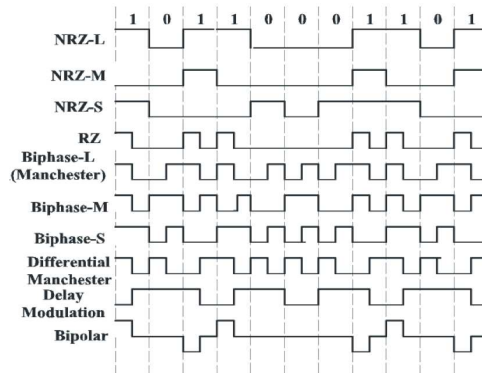 1 0 1 1 0 0 0 1 1 0 1
NRZ-L
NRZ-M
NRZ-S
RZ
Biphase-L
(Manchester)
Biphase-M
Biphase-S
Differential
Manchester
Delay
Modulation
Bipolar